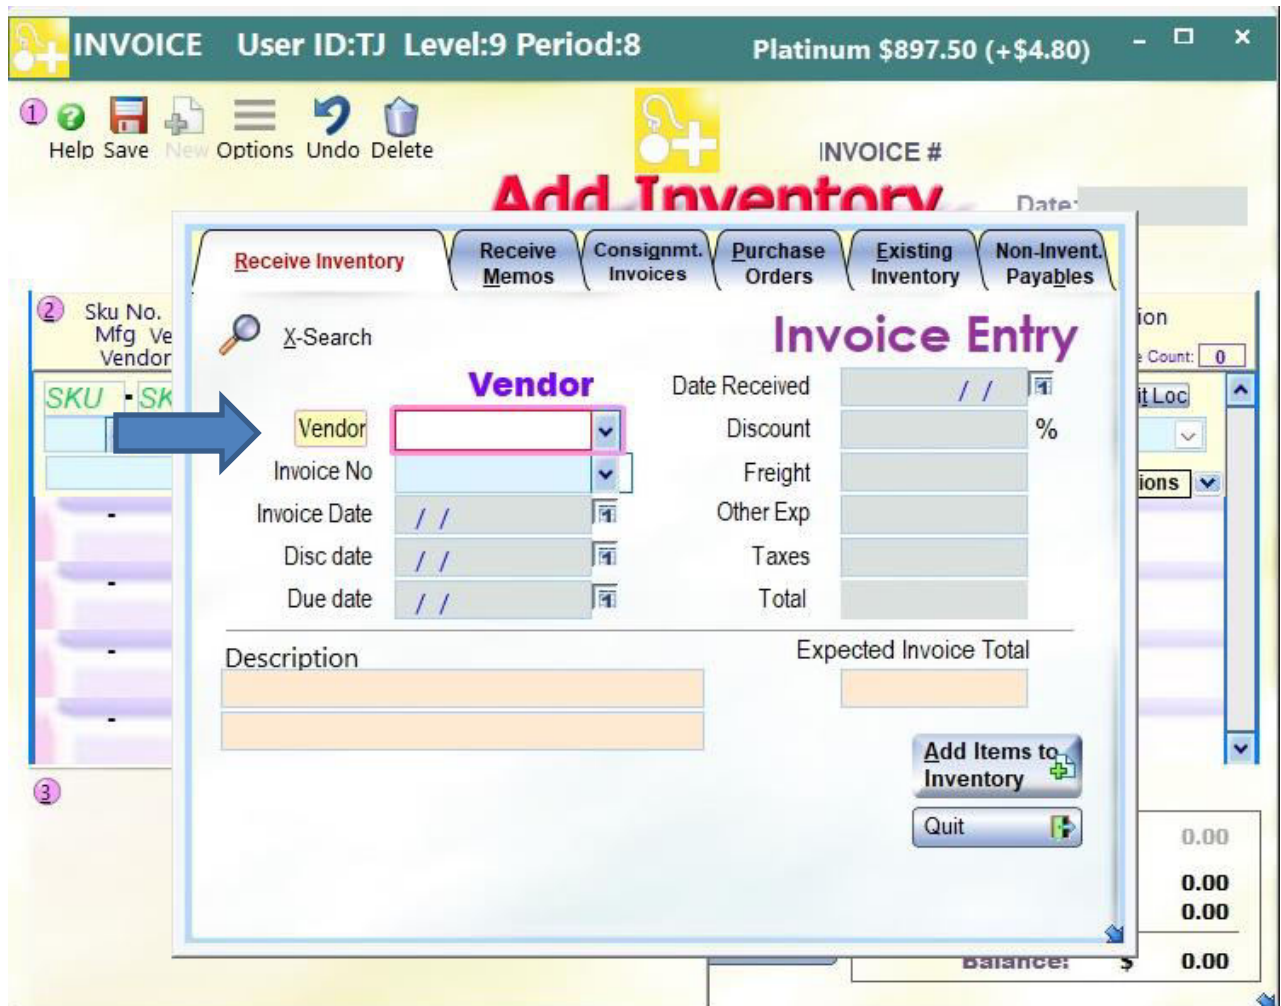 INVOICE User ID:TJ Level:9 Period:8 Platinum $897.50 (+$4.80)
1
Help Save New Options Undo Delete
INVOICE #
Add Inventory
Date:
Receive Inventory
Receive Memos
Consignmt. Invoices
Purchase Orders
Existing Inventory
Non-Invent. Payables
X-Search
Invoice Entry
Vendor
Vendor
Invoice No
Invoice Date / /
Disc date / /
Due date / /
Date Received / /
Discount %
Freight
Other Exp
Taxes
Total
Description
Expected Invoice Total
Add Items to
Inventory
Quit
2
Sku No.
Mfg Ve
Vendor
SKU - SK
-
-
-
-
ion
Count: 0
it Loc
ions
3
0.00
0.00
0.00
Balance: $ 0.00